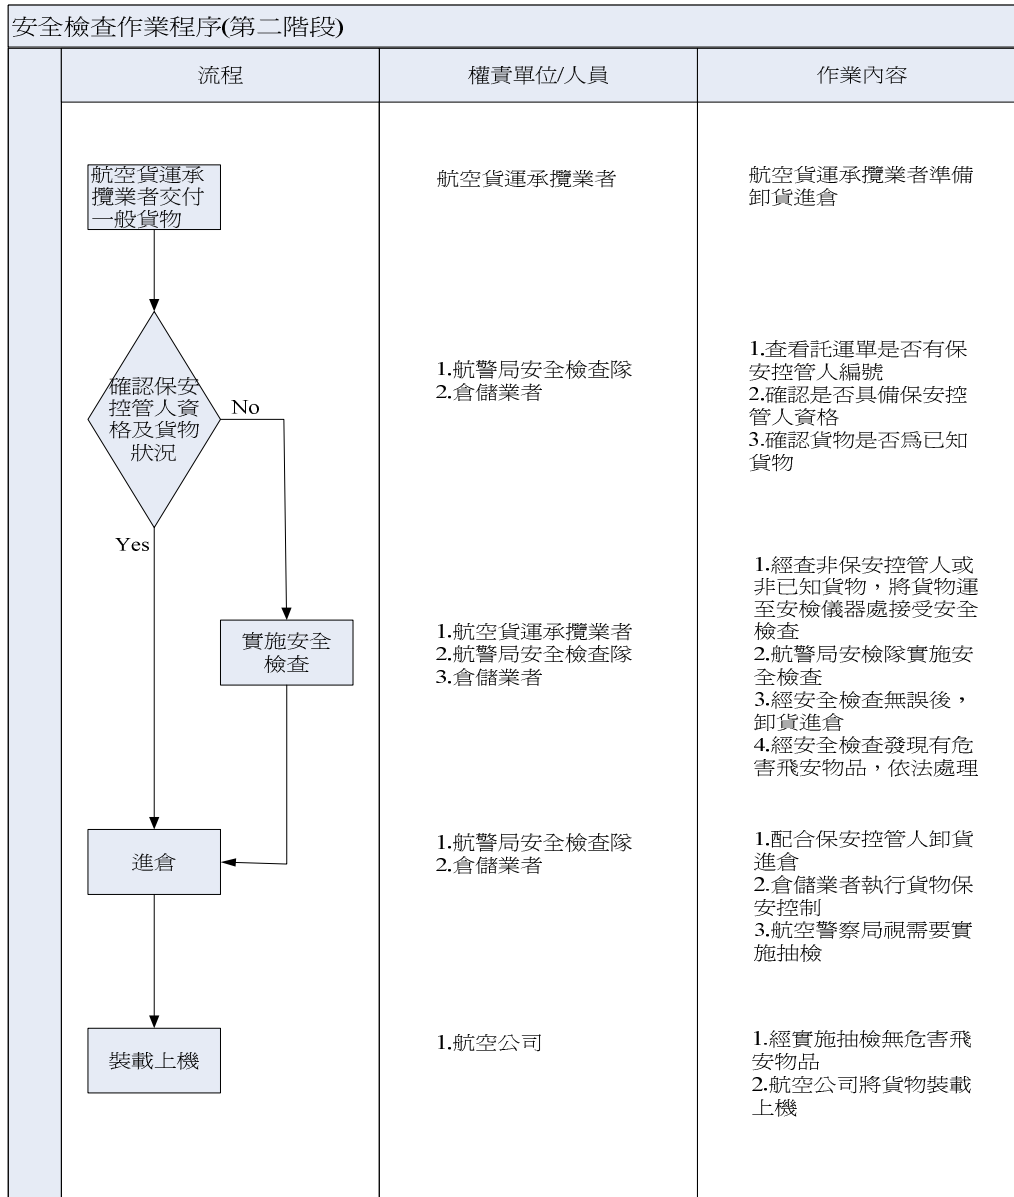 安全檢查作業程序(第二階段)
流程
權責單位/人員
作業內容
航空貨運承
攬業者交付
一般貨物
航空貨運承攬業者
航空貨運承攬業者準備
卸貨進倉
確認保安
控管人資
格及貨物
狀況
No
Yes
1.航警局安全檢查隊
2.倉儲業者
1.查看託運單是否有保
安控管人編號
2.確認是否具備保安控
管人資格
3.確認貨物是否爲已知
貨物
實施安全
檢查
1.航空貨運承攬業者
2.航警局安全檢查隊
3.倉儲業者
1.經查非保安控管人或
非已知貨物，將貨物運
至安檢儀器處接受安全
檢查
2.航警局安檢隊實施安
全檢查
3.經安全檢查無誤後，
卸貨進倉
4.經安全檢查發現有危
害飛安物品，依法處理
進倉
1.航警局安全檢查隊
2.倉儲業者
1.配合保安控管人卸貨
進倉
2.倉儲業者執行貨物保
安控制
3.航空警察局視需要實
施抽檢
裝載上機
1.航空公司
1.經實施抽檢無危害飛
安物品
2.航空公司將貨物裝載
上機